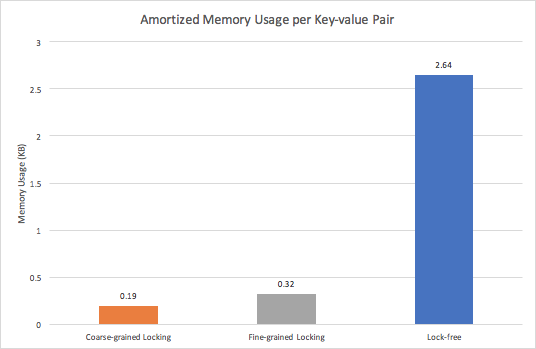 Amortized Memory Usage per Key-value Pair
3
2.5
2
1.5
1
0.5
0
Memory Usage (KB)
0.19
0.32
2.64
Coarse-grained Locking
Fine-grained Locking
Lock-free